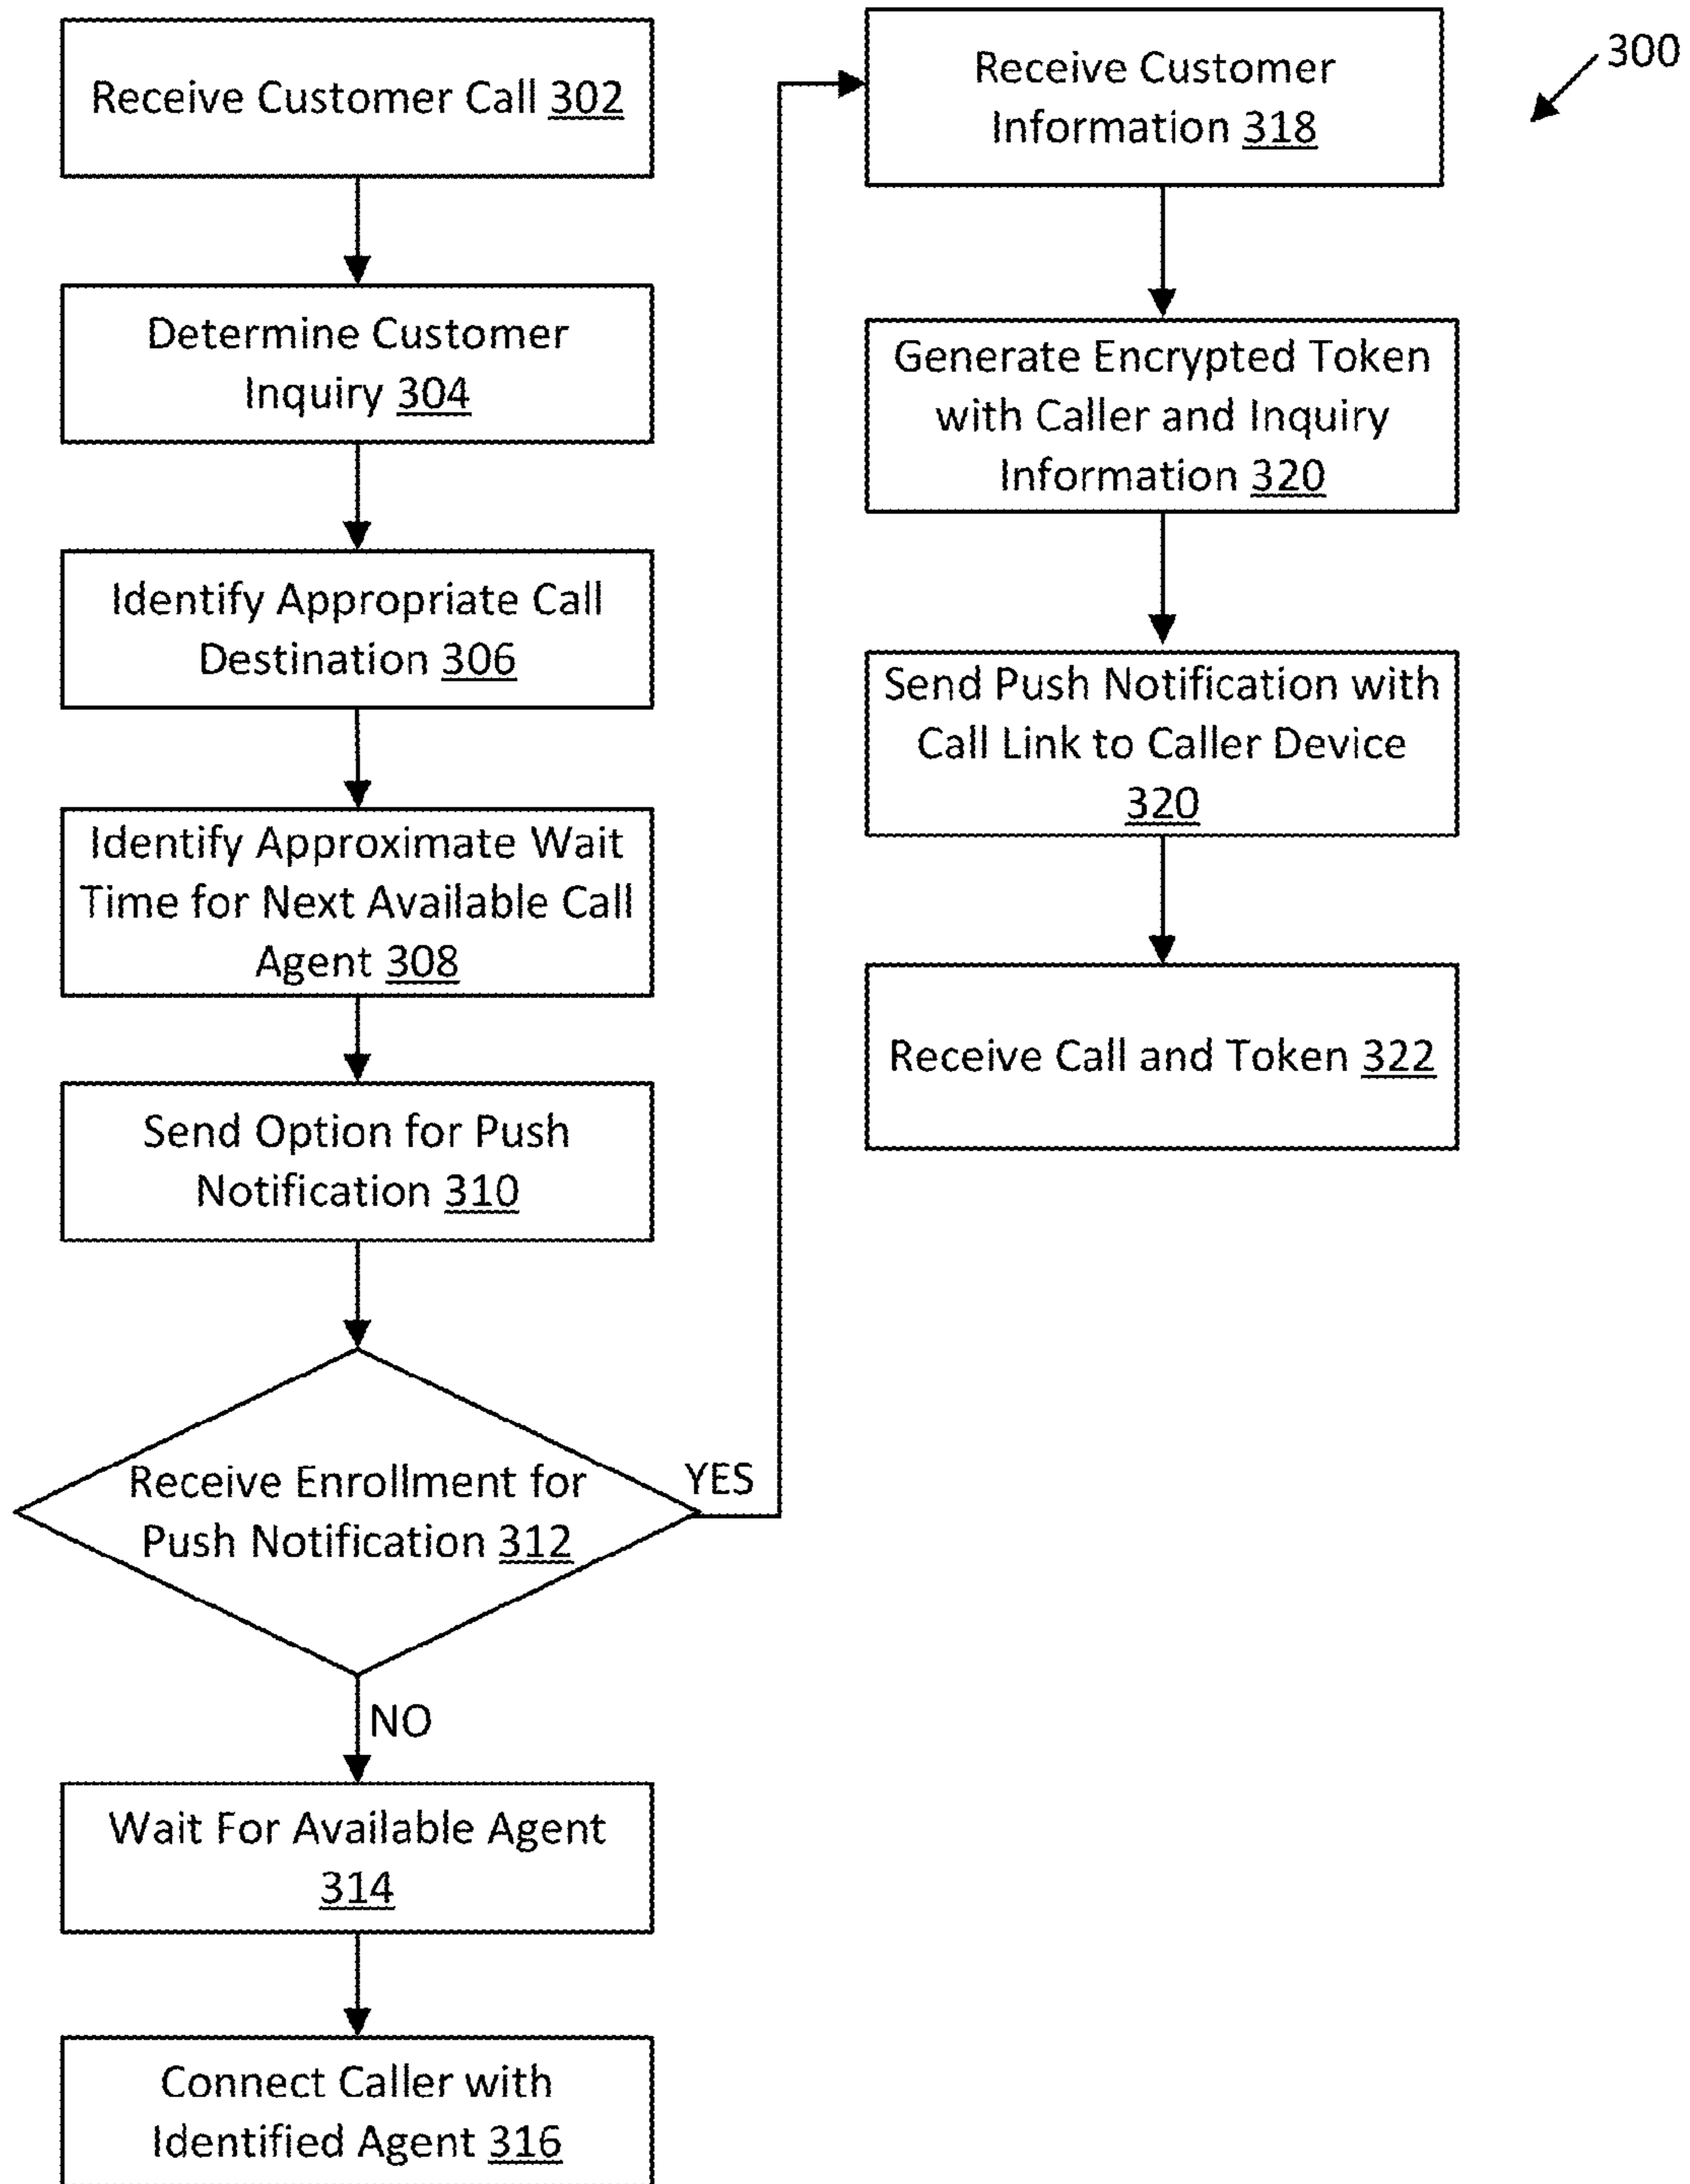 Receive Customer Call 302
Determine Customer
Inquiry 304
Identify Appropriate Call
Destination 306
Identify Approximate Wait
Time for Next Available Call
Agent 308
Send Option for Push
Notification 310
Receive Enrollment for
Push Notification 312
YES
NO
Wait For Available Agent
314
Connect Caller with
Identified Agent 316
Receive Customer
Information 318
Generate Encrypted Token
with Caller and Inquiry
Information 320
Send Push Notification with
Call Link to Caller Device
320
Receive Call and Token 322
300